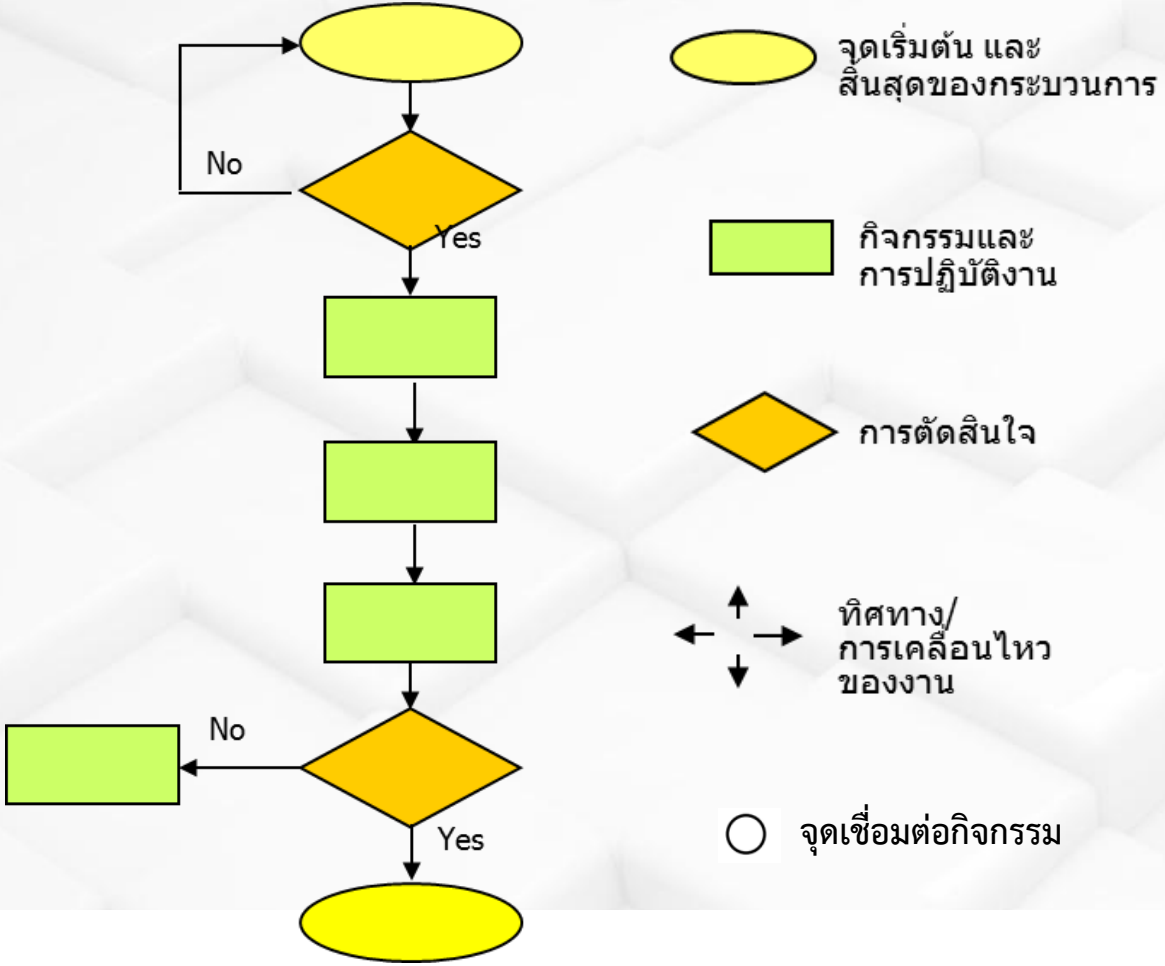 No
Yes
No
Yes
จุดเริ่มต้น และ
สิ้นสุดของกระบวนการ
กิจกรรมและ
การปฏิบัติงาน
การตัดสินใจ
ทิศทาง/
การเคลื่อนไหว
ของงาน
จุดเชื่อมต่อกิจกรรม